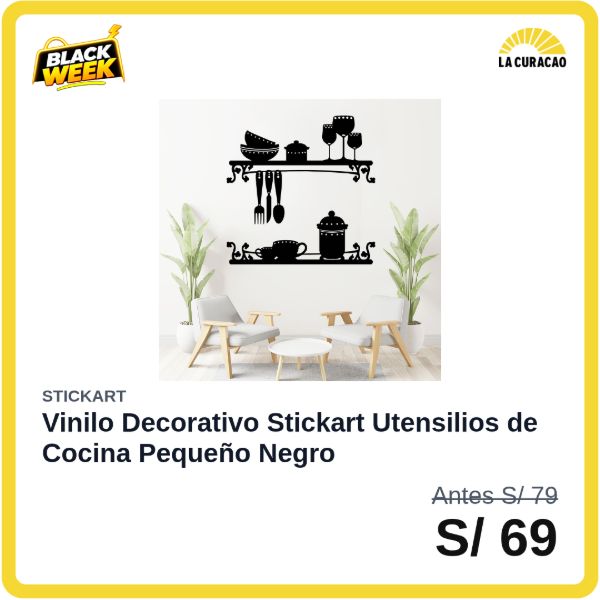 BLACK
WEEK
LA CURACAO
STICKART
Vinilo Decorativo Stickart Utensilios de
Cocina Pequeño Negro
Antes S/ 79
S/ 69